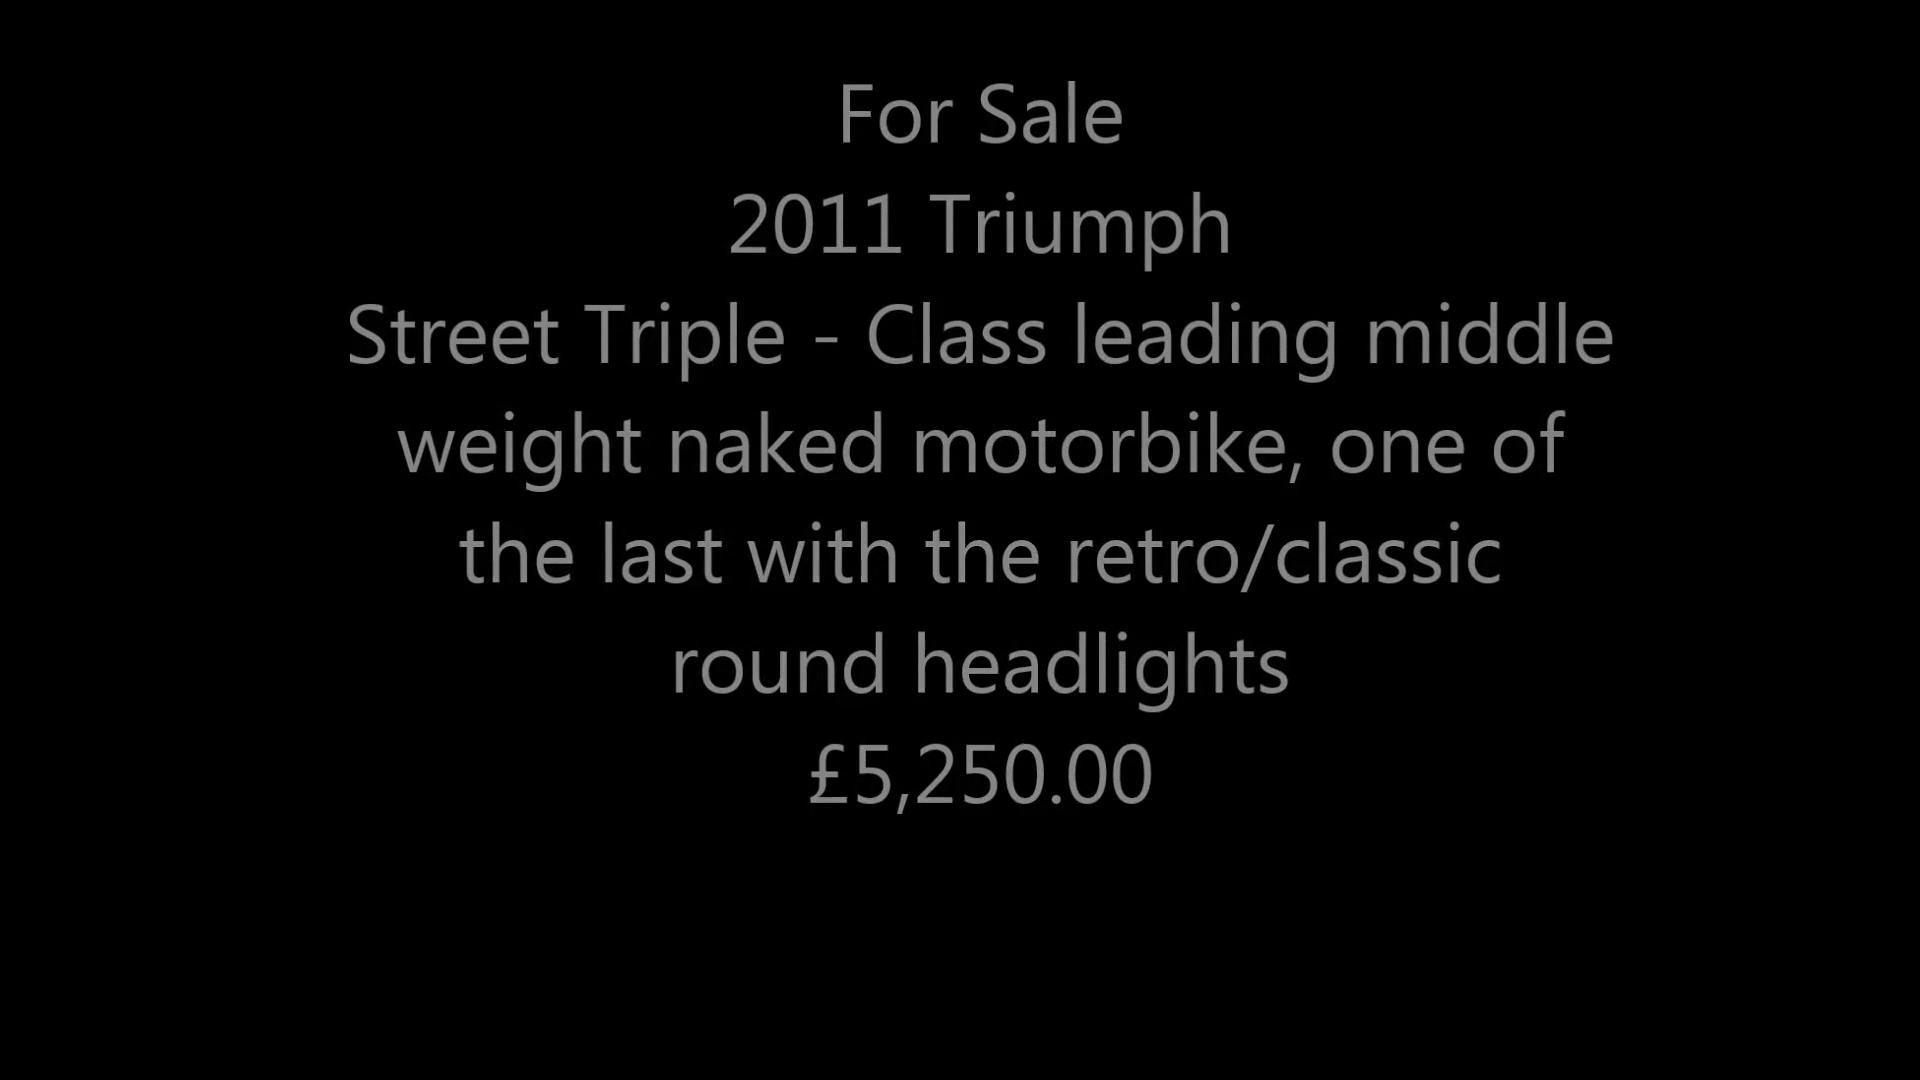 For Sale
2011 Triumph
Street Triple - Class leading middle
weight naked motorbike, one of
the last with the retro/classic
round headlights
£5,250.00